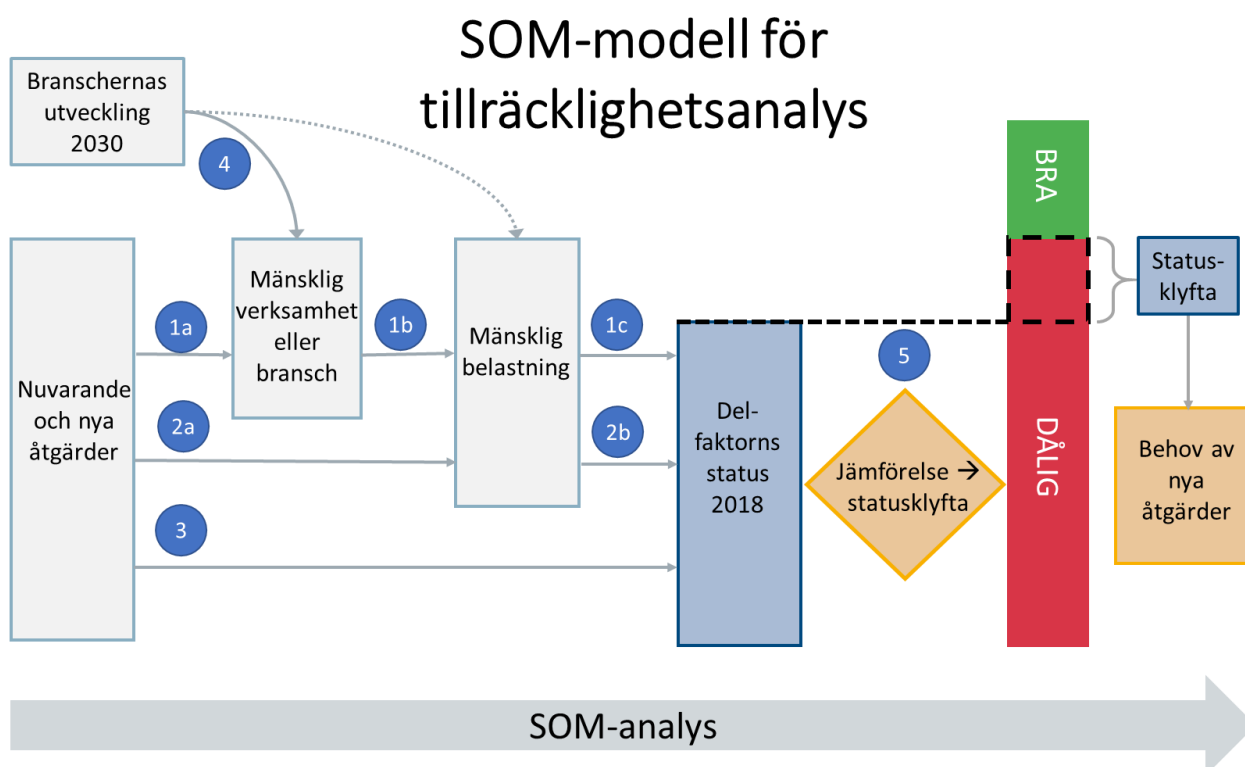 SOM-modell för
tillräcklighetsanalys
Branschernas
utveckling
2030
4
Nuvarande
och nya
åtgärder
1a
2a
3
Mänsklig
verksamhet
eller
bransch
1b
Mänsklig
belastning
1c
2b
Del-
faktorns
status
2018
5
Jämförelse →
statusklyfta
BRA
DÅLIG
Status-
klyfta
Behov av
nya
åtgärder
SOM-analys